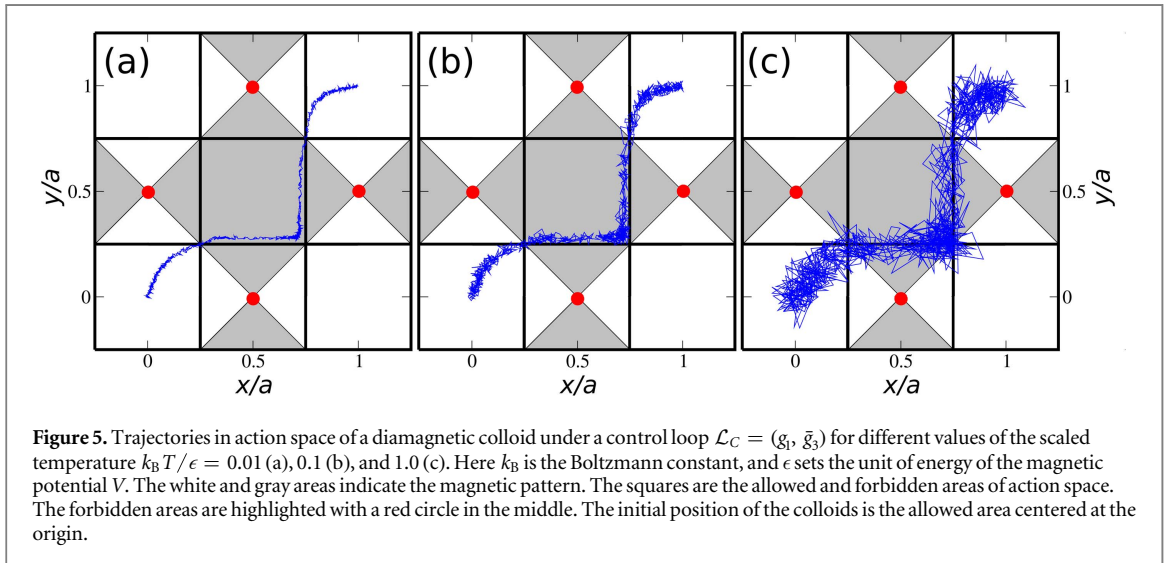 (a) (b) (c)
1 1
y/a 0.5 0.5 y/a
0 0
0 0.5 1 0 0.5 1 0 0.5 1
x/a x/a x/a
Figure 5. Trajectories in action space of a diamagnetic colloid under a control loop ℒ_C = (g₁, ḡ₃) for different values of the scaled
temperature k_B T/ϵ = 0.01 (a), 0.1 (b), and 1.0 (c). Here k_B is the Boltzmann constant, and ϵ sets the unit of energy of the magnetic
potential V. The white and gray areas indicate the magnetic pattern. The squares are the allowed and forbidden areas of action space.
The forbidden areas are highlighted with a red circle in the middle. The initial position of the colloids is the allowed area centered at the
origin.